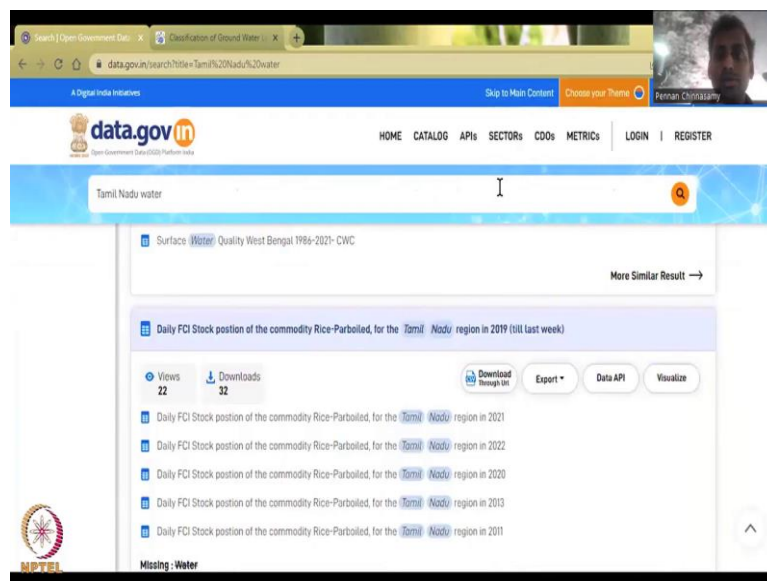 Search | Open Government Data X Classification of Ground Water X +
data.gov.in/search?title=Tamil%20Nadu%20water
Pennan Chinnasamy
A Digital India Initiatives Skip to Main Content Choose your Theme
data.gov in HOME CATALOG APIs SECTORs CDOs METRICs LOGIN | REGISTER
Open Government Data (OGD) Platform India
Tamil Nadu water
Surface Water Quality West Bengal 1986-2021- CWC
More Similar Result →
Daily FCI Stock postion of the commodity Rice-Parboiled, for the Tamil Nadu region in 2019 (till last week)
Views Downloads
22 32
Download Through Url Export Data API Visualize
Daily FCI Stock postion of the commodity Rice-Parboiled, for the Tamil Nadu region in 2021
Daily FCI Stock postion of the commodity Rice-Parboiled, for the Tamil Nadu region in 2022
Daily FCI Stock postion of the commodity Rice-Parboiled, for the Tamil Nadu region in 2020
Daily FCI Stock postion of the commodity Rice-Parboiled, for the Tamil Nadu region in 2013
Daily FCI Stock postion of the commodity Rice-Parboiled, for the Tamil Nadu region in 2011
Missing : Water
NPTEL